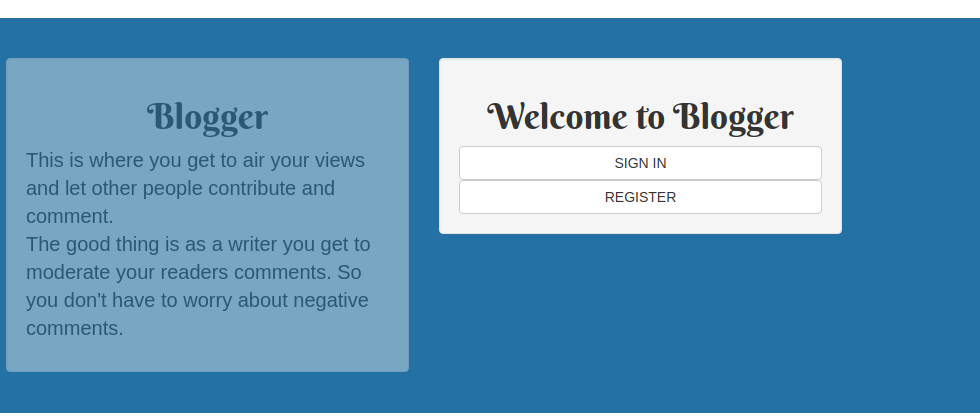 Blogger
This is where you get to air your views
and let other people contribute and
comment.
The good thing is as a writer you get to
moderate your readers comments. So
you don't have to worry about negative
comments.
Welcome to Blogger
SIGN IN
REGISTER